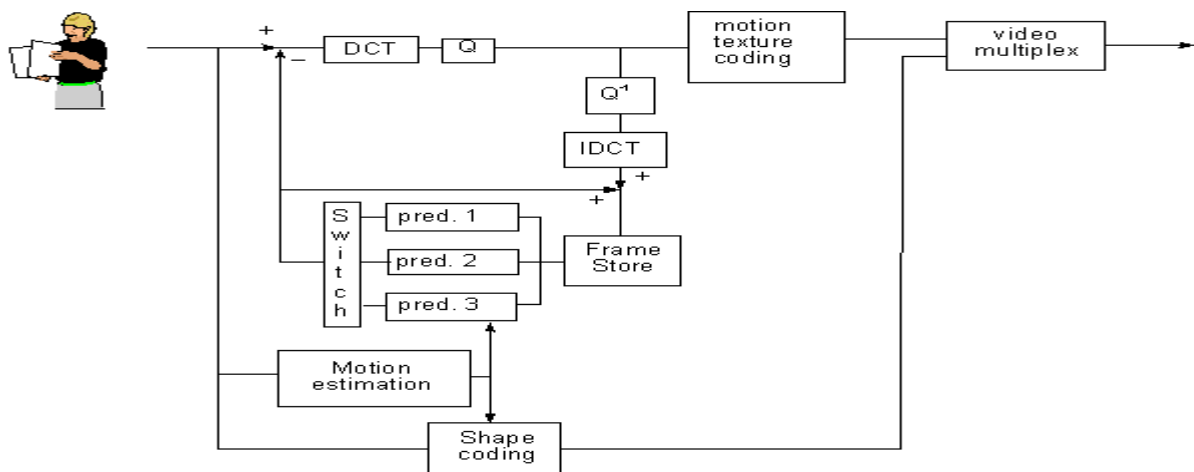 motion
texture
coding
video
multiplex
+
DCT
Q
–
Q⁻¹
IDCT
+
+
Switch
pred. 1
pred. 2
pred. 3
Frame
Store
Motion
estimation
Shape
coding